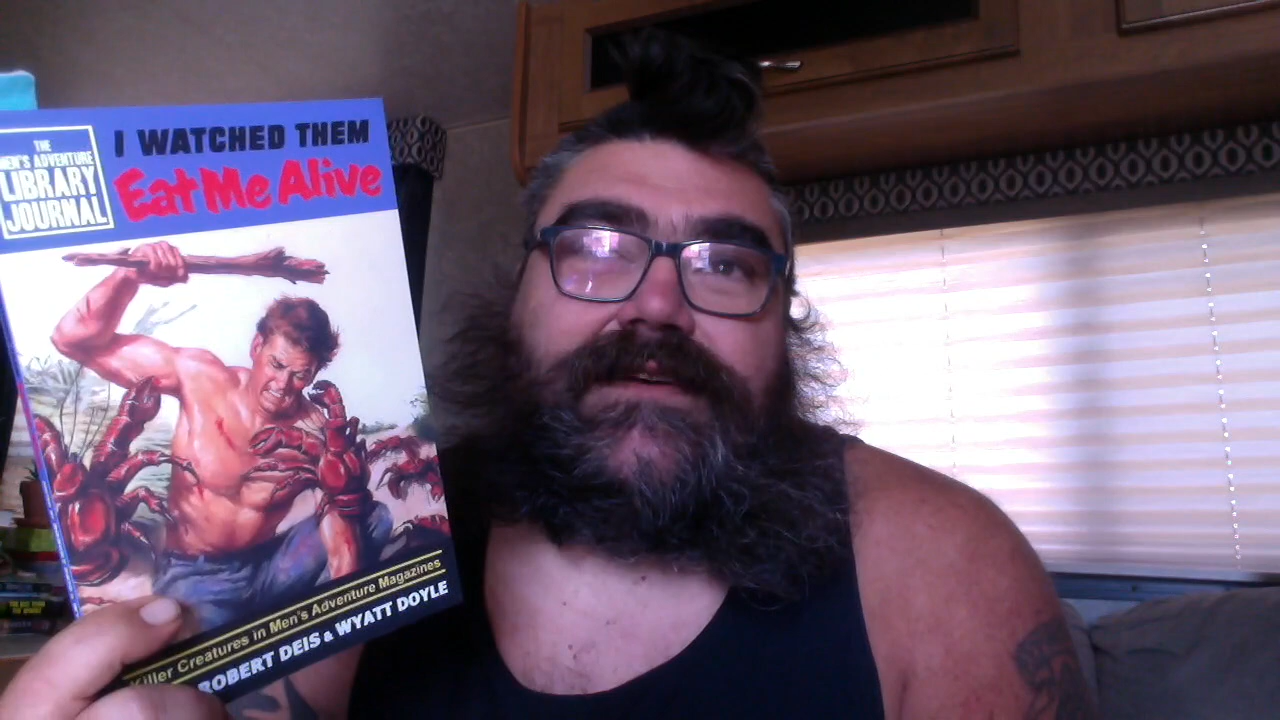 THE
MEN'S ADVENTURE
LIBRARY
JOURNAL
I WATCHED THEM
Eat Me Alive
Killer Creatures in Men's Adventure Magazines
ROBERT DEIS & WYATT DOYLE